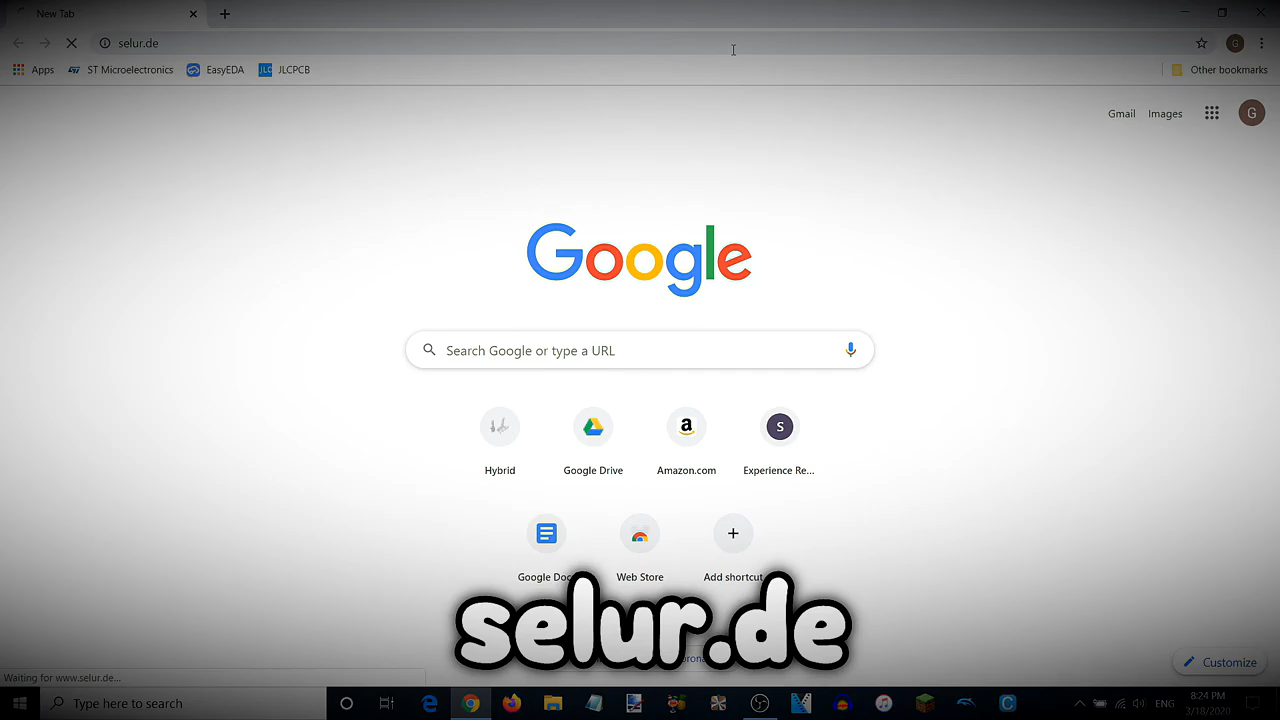 New Tab
selur.de
Apps ST Microelectronics EasyEDA JLC JLCPCB Other bookmarks
G
Gmail Images G
Google
Search Google or type a URL
a S
Hybrid Google Drive Amazon.com Experience Re...
Google Doc Web Store Add shortcut
selur.de
Customize
Waiting for www.selur.de...
Type here to search
ENG
8:24 PM
3/18/2020